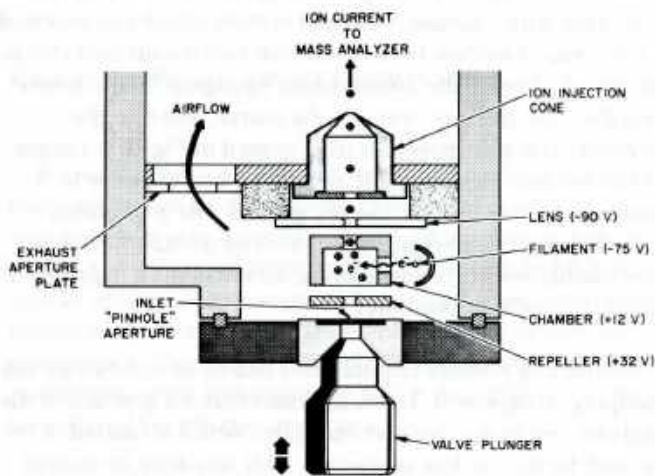 ION CURRENT
TO
MASS ANALYZER
AIRFLOW
ION INJECTION
CONE
LENS (-90 V)
EXHAUST
APERTURE
PLATE
FILAMENT (-75 V)
e-
INLET
"PINHOLE"
APERTURE
CHAMBER (+12 V)
REPELLER (+32 V)
VALVE PLUNGER